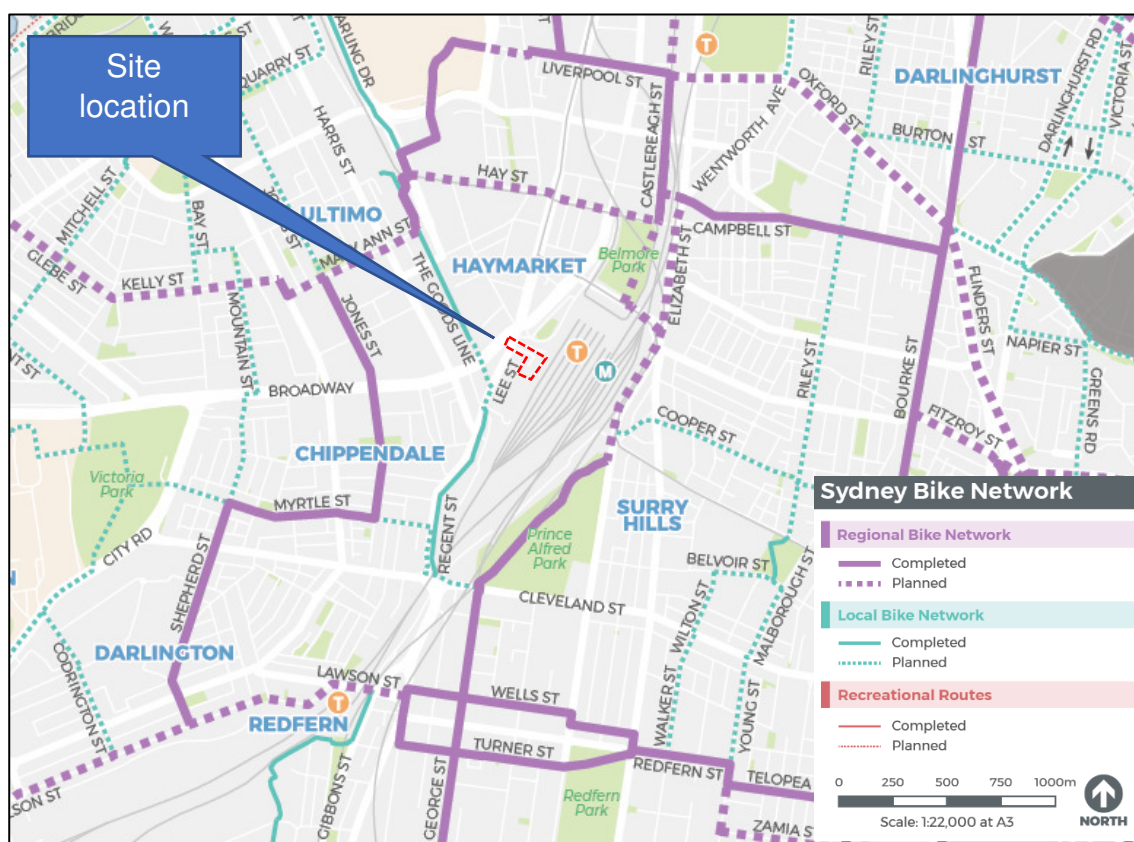 Site
location
QUARRY ST
DARLING DR
HARRIS ST
LIVERPOOL ST
T
RILEY ST
OXFORD ST
DARLINGHURST
DARLINGHURST RD
VICTORIA ST
BURTON ST
WENTWORTH AVE
CASTLEREAGH ST
HAY ST
MITCHELL ST
BAY ST
ULTIMO
MARY ANN ST
CAMPBELL ST
Belmore
Park
ELIZABETH ST
HAYMARKET
GLEBE ST
KELLY ST
MOUNTAIN ST
JONES ST
THE GOODS LINE
FLINDERS ST
NAPIER ST
T
M
LEE ST
BROADWAY
RILEY ST
BOURKE ST
GREENS RD
FITZROY ST
COOPER ST
CHIPPENDALE
Victoria
Park
MYRTLE ST
REGENT ST
SURRY
HILLS
Prince
Alfred
Park
CITY RD
SHEPHERD ST
BELVOIR ST
MALBOROUGH ST
CLEVELAND ST
WILTON ST
WALKER ST
YOUNG ST
CODRINGTON ST
DARLINGTON
LAWSON ST
WELLS ST
T
REDFERN
TURNER ST
REDFERN ST
TELOPEA
GIBBONS ST
GEORGE ST
Redfern
Park
ZAMIA ST
Sydney Bike Network
Regional Bike Network
Completed
Planned
Local Bike Network
Completed
Planned
Recreational Routes
Completed
Planned
0 250 500 750 1000m
Scale: 1:22,000 at A3
NORTH